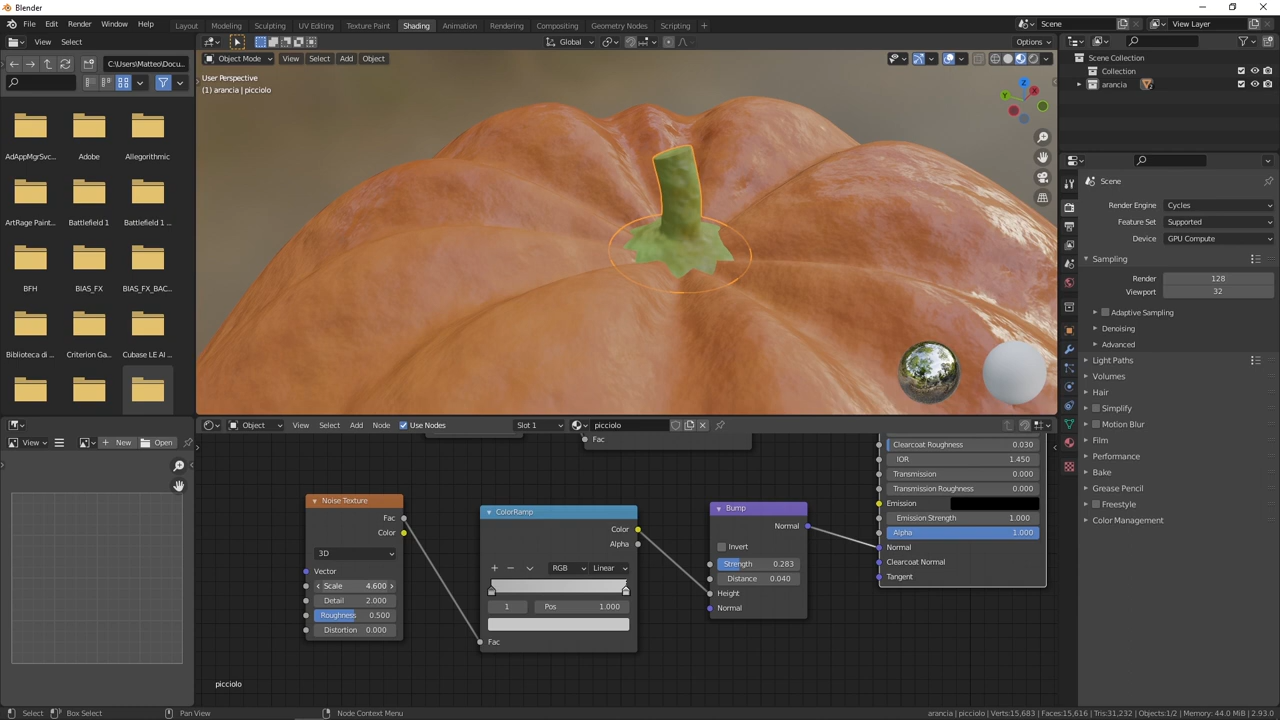 Blender
File Edit Render Window Help Layout Modeling Sculpting UV Editing Texture Paint Shading Animation Rendering Compositing Geometry Nodes Scripting + Scene View Layer
View Select Global Options
C:\Users\Matteo\Docu... Object Mode View Select Add Object
User Perspective
(1) arancia | picciolo
Scene Collection
Collection
arancia
AdAppMgrSvc... Adobe Allegorithmic
ArtRage Paint... Battlefield 1 Battlefield 1 ...
BFH BIAS_FX BIAS_FX_BAC...
Biblioteca di ... Criterion Ga... Cubase LE AI ...
Z
Y
X
Scene
Render Engine Cycles
Feature Set Supported
Device GPU Compute
Sampling
Render 128
Viewport 32
Adaptive Sampling
Denoising
Advanced
Light Paths
Volumes
Hair
Simplify
Motion Blur
Film
Performance
Bake
Grease Pencil
Freestyle
Color Management
Object View Select Add Node Use Nodes Slot 1 picciolo
View + New Open
Fac
Noise Texture
Fac
Color
3D
Vector
Scale 4.600
Detail 2.000
Roughness 0.500
Distortion 0.000
ColorRamp
Color
Alpha
+ − RGB Linear
1 Pos 1.000
Fac
Bump
Normal
Invert
Strength 0.283
Distance 0.040
Height
Normal
Clearcoat Roughness 0.030
IOR 1.450
Transmission 0.000
Transmission Roughness 0.000
Emission
Emission Strength 1.000
Alpha 1.000
Normal
Clearcoat Normal
Tangent
picciolo
Select Box Select Pan View Node Context Menu arancia | picciolo | Verts:15,683 | Faces:15,616 | Tris:31,232 | Objects:1/2 | Memory: 44.0 MiB | 2.93.0